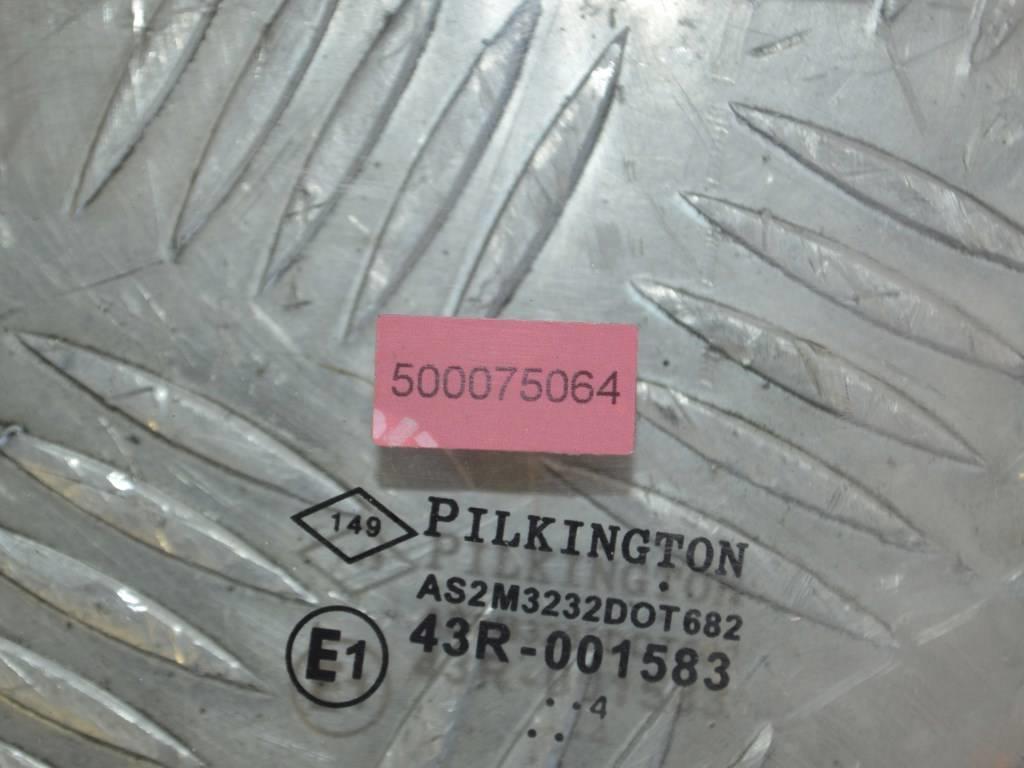 500075064
149 PILKINGTON
AS2M3232DOT682
E1 43R-001583
. . 4
. .